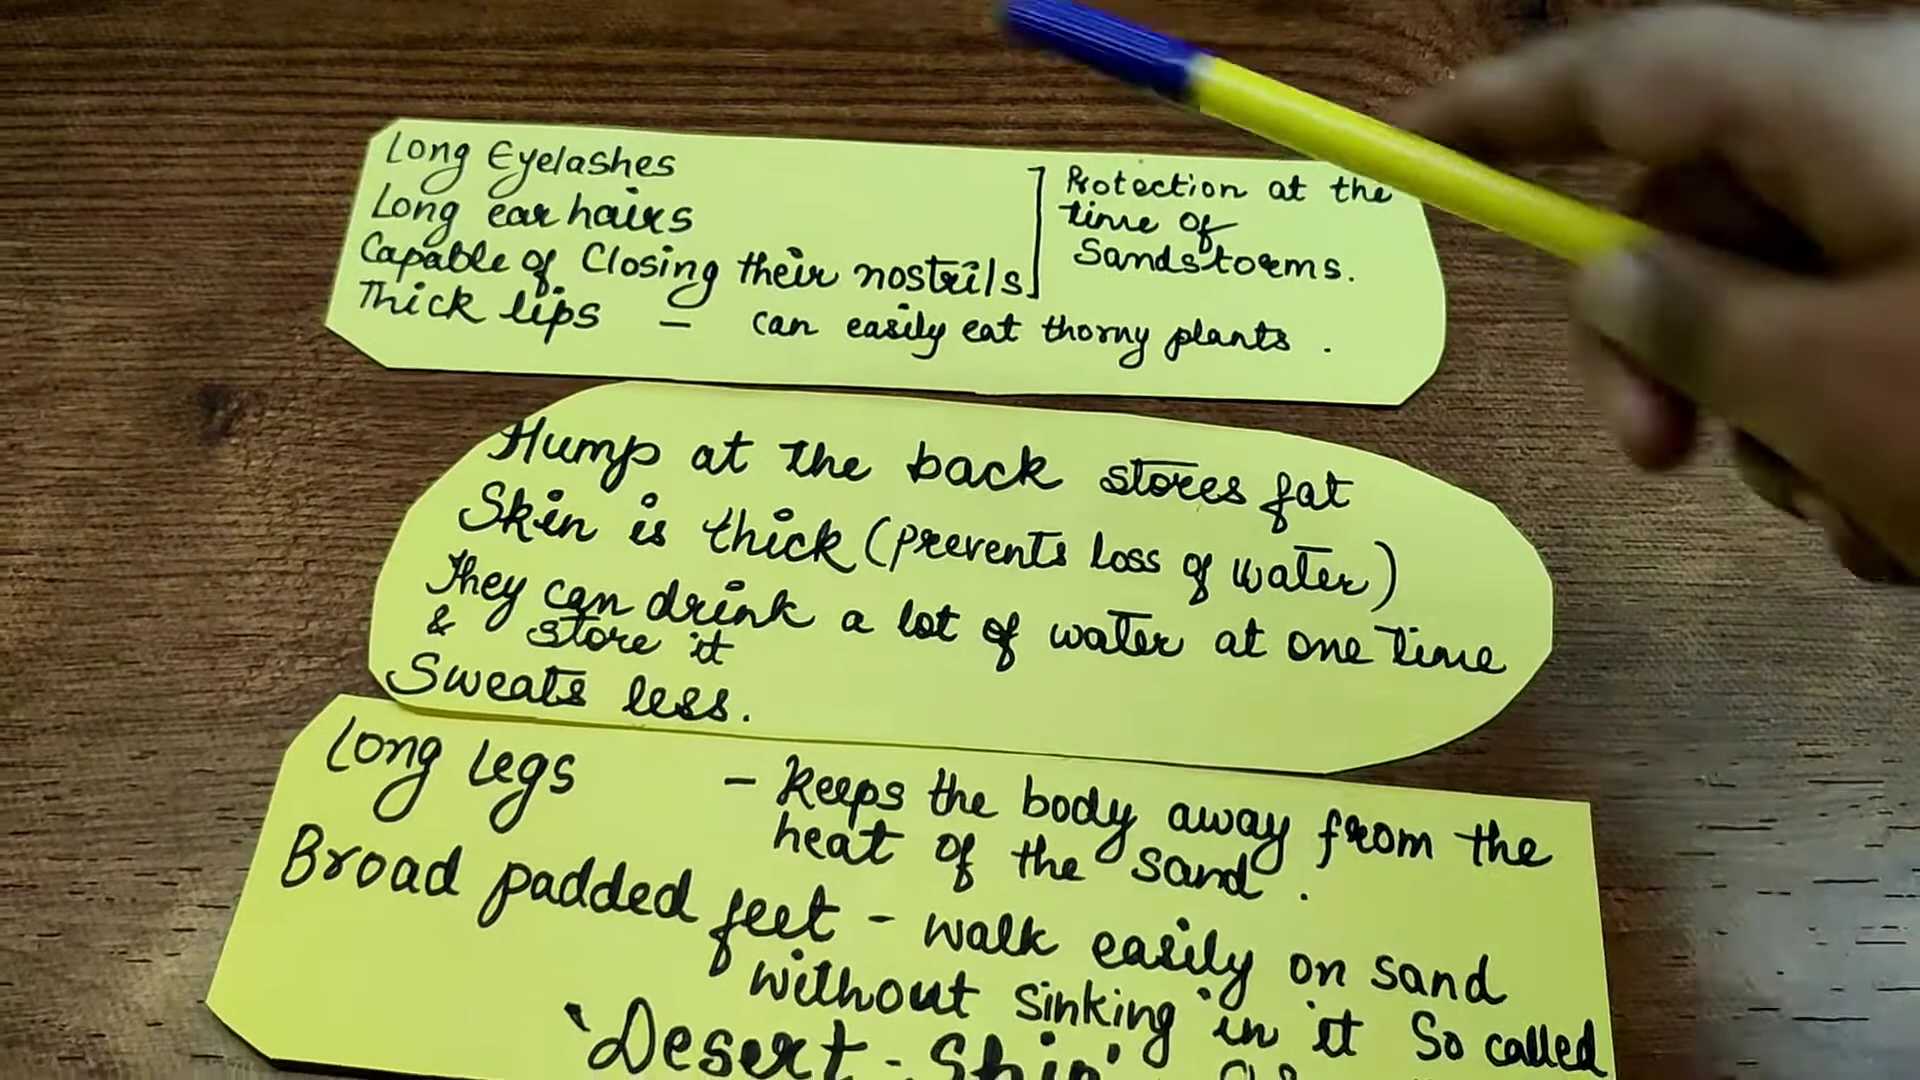 Long Eyelashes
Long ear hairs
Capable of Closing their nostrils
Protection at the
time of
Sandstorms.
Thick lips – can easily eat thorny plants .
Hump at the back stores fat
Skin is thick (prevents loss of water)
They can drink a lot of water at one time
& store it
Sweats less.
Long Legs – Keeps the body away from the
heat of the sand .
Broad padded feet – walk easily on sand
without sinking in it So called
'Desert - Ship'